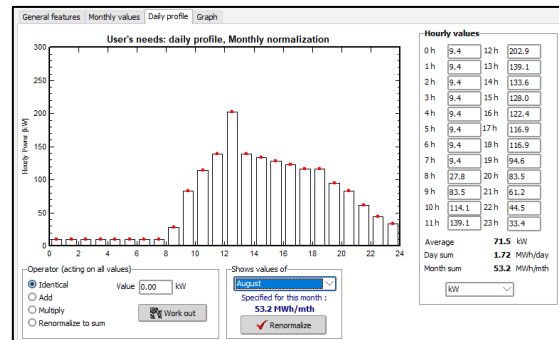 General features Monthly values Daily profile Graph
User's needs: daily profile, Monthly normalization
Hourly Power [kW]
300
250
200
150
100
50
0
0 2 4 6 8 10 12 14 16 18 20 22 24
Hourly values
0 h 9.4 12 h 202.9
1 h 9.4 13 h 139.1
2 h 9.4 14 h 133.6
3 h 9.4 15 h 128.0
4 h 9.4 16 h 122.4
5 h 9.4 17 h 116.9
6 h 9.4 18 h 116.9
7 h 9.4 19 h 94.6
8 h 27.8 20 h 83.5
9 h 83.5 21 h 61.2
10 h 114.1 22 h 44.5
11 h 139.1 23 h 33.4
Average 71.5 kW
Day sum 1.72 MWh/day
Month sum 53.2 MWh/mth
kW
Operator (acting on all values)
Identical
Add
Multiply
Renormalize to sum
Value 0.00 kW
Work out
Shows values of
August
Specified for this month :
53.2 MWh/mth
Renormalize